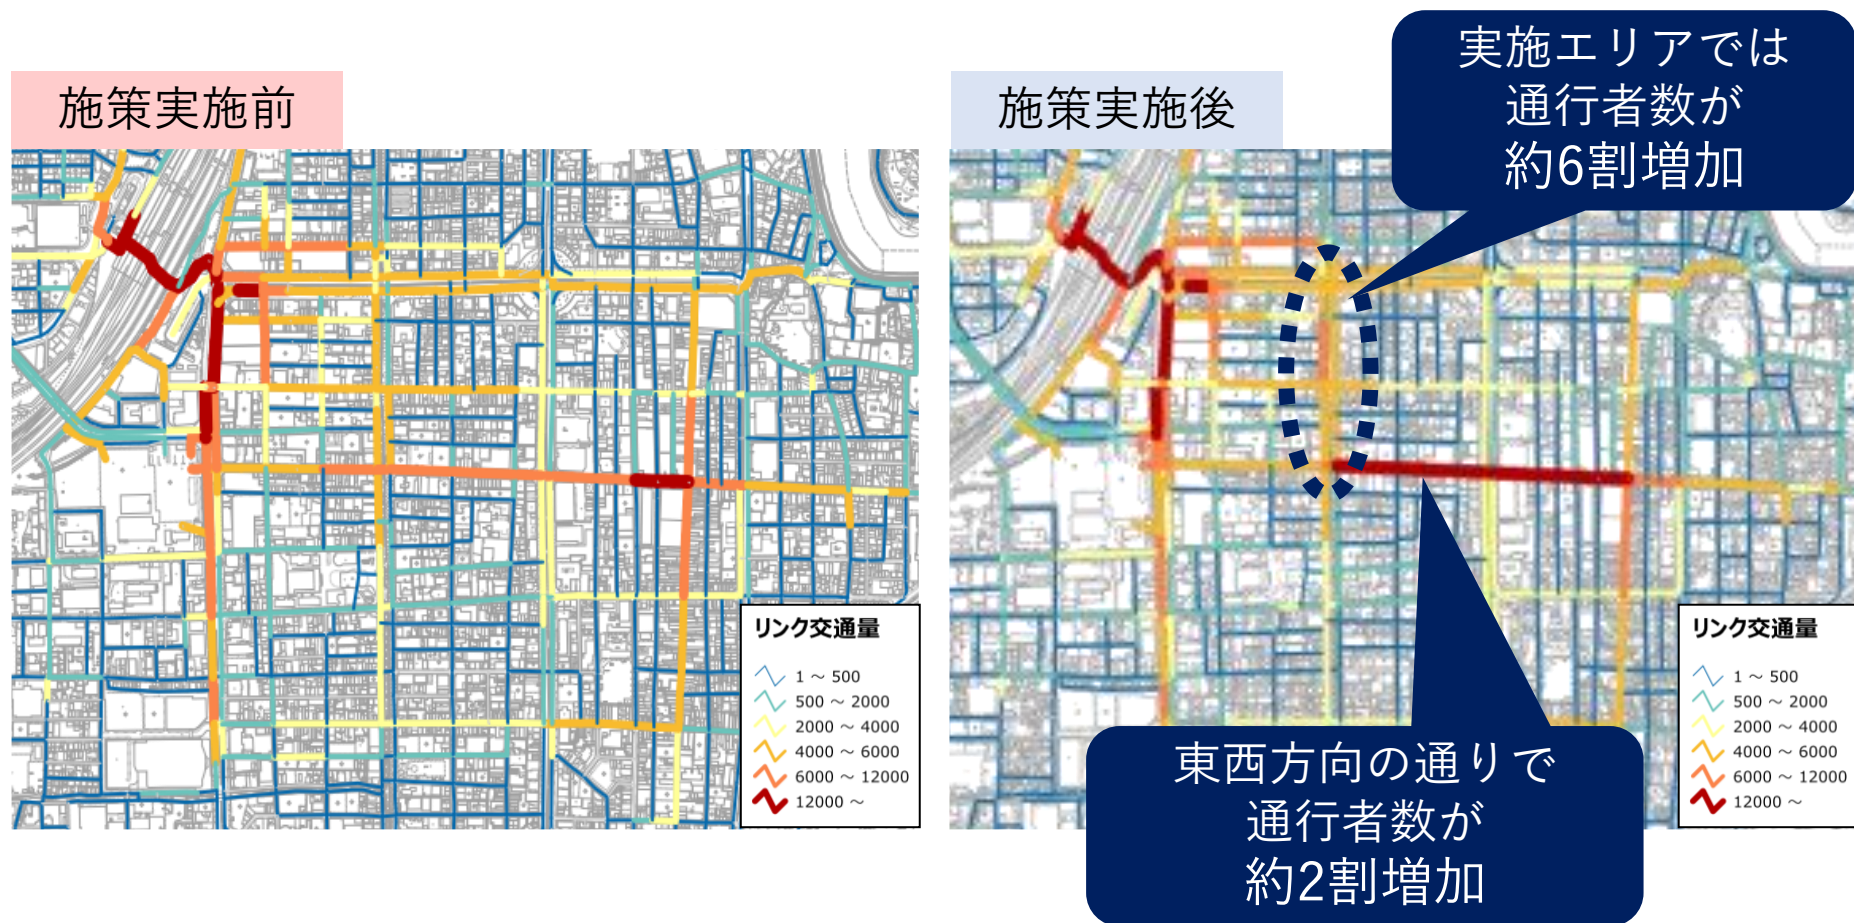 施策実施前
施策実施後
実施エリアでは
通行者数が
約6割増加
リンク交通量
1 ～ 500
500 ～ 2000
2000 ～ 4000
4000 ～ 6000
6000 ～ 12000
12000 ～
リンク交通量
1 ～ 500
500 ～ 2000
2000 ～ 4000
4000 ～ 6000
6000 ～ 12000
12000 ～
東西方向の通りで
通行者数が
約2割増加